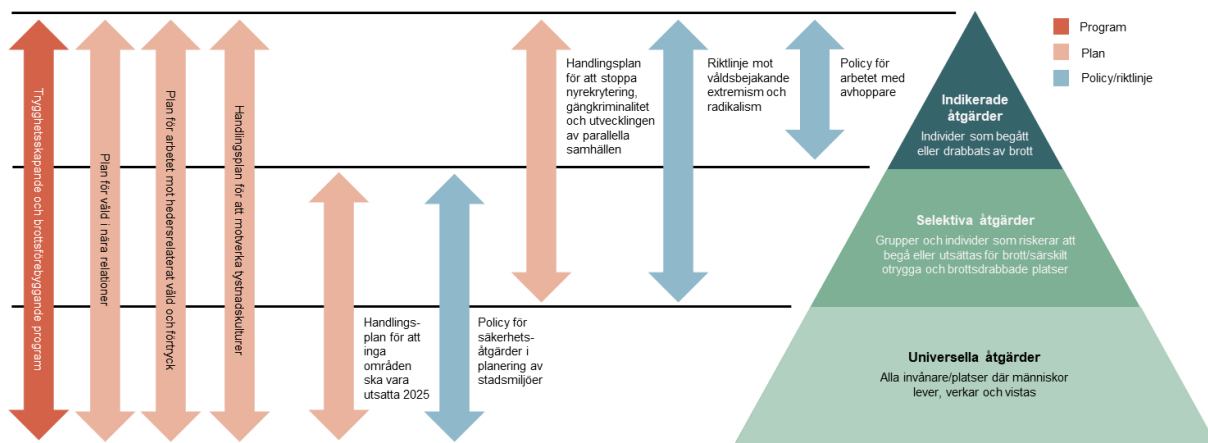 Trygghetsskapande och brottsförebyggande program
Plan för våld i nära relationer
Plan för arbetet mot hedersrelaterat våld och förtryck
Handlingsplan för att motverka tystnadskulturer
Handlings-
plan för att
inga
områden
ska vara
utsatta 2025
Policy för
säkerhets-
åtgärder i
planering av
stadsmiljöer
Handlingsplan
för att stoppa
nyrekrytering,
gängkriminalitet
och utvecklingen
av parallella
samhällen
Riktlinje mot
våldsbejakande
extremism och
radikalism
Policy för
arbetet med
avhoppare
Indikerade
åtgärder
Individer som begått
eller drabbats av brott
Selektiva åtgärder
Grupper och individer som riskerar att
begå eller utsättas för brott/särskilt
otrygga och brottsdrabbade platser
Universella åtgärder
Alla invånare/platser där människor
lever, verkar och vistas
Program
Plan
Policy/riktlinje